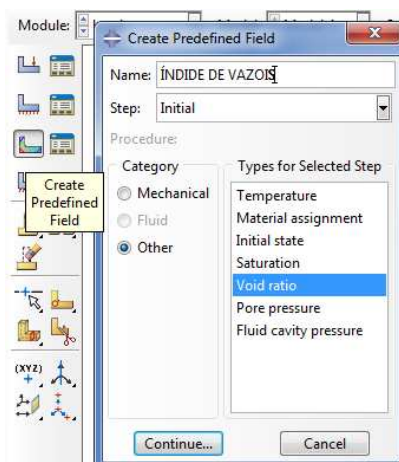 Module:
Create Predefined Field
Name: ÍNDIDE DE VAZOIS
Step: Initial
Procedure:
Category
Mechanical
Fluid
Other
Types for Selected Step
Temperature
Material assignment
Initial state
Saturation
Void ratio
Pore pressure
Fluid cavity pressure
Create
Predefined
Field
(XYZ)
Continue...
Cancel